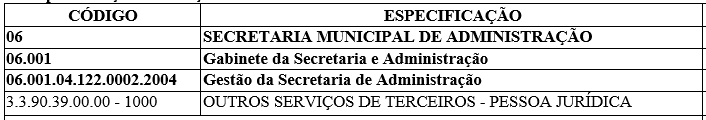 CÓDIGO ESPECIFICAÇÃO
06 SECRETARIA MUNICIPAL DE ADMINISTRAÇÃO
06.001 Gabinete da Secretaria e Administração
06.001.04.122.0002.2004 Gestão da Secretaria de Administração
3.3.90.39.00.00 - 1000 OUTROS SERVIÇOS DE TERCEIROS - PESSOA JURÍDICA